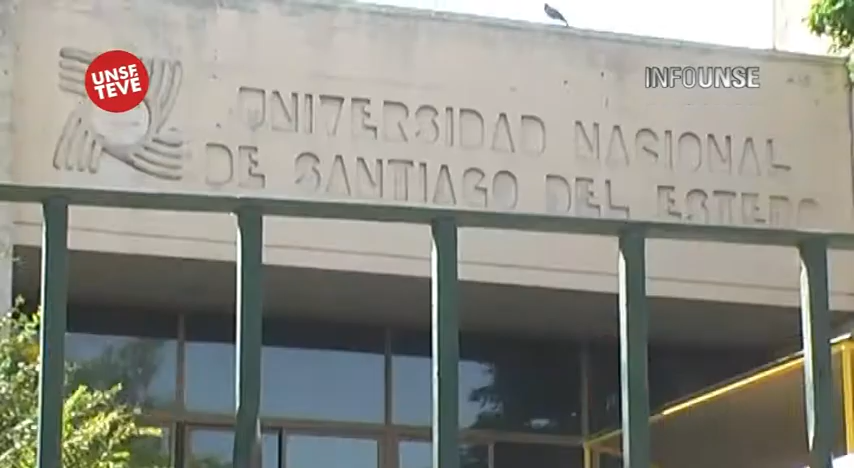 UNSE
TEVE
INFOUNSE
UNIVERSIDAD NACIONAL
DE SANTIAGO DEL ESTERO